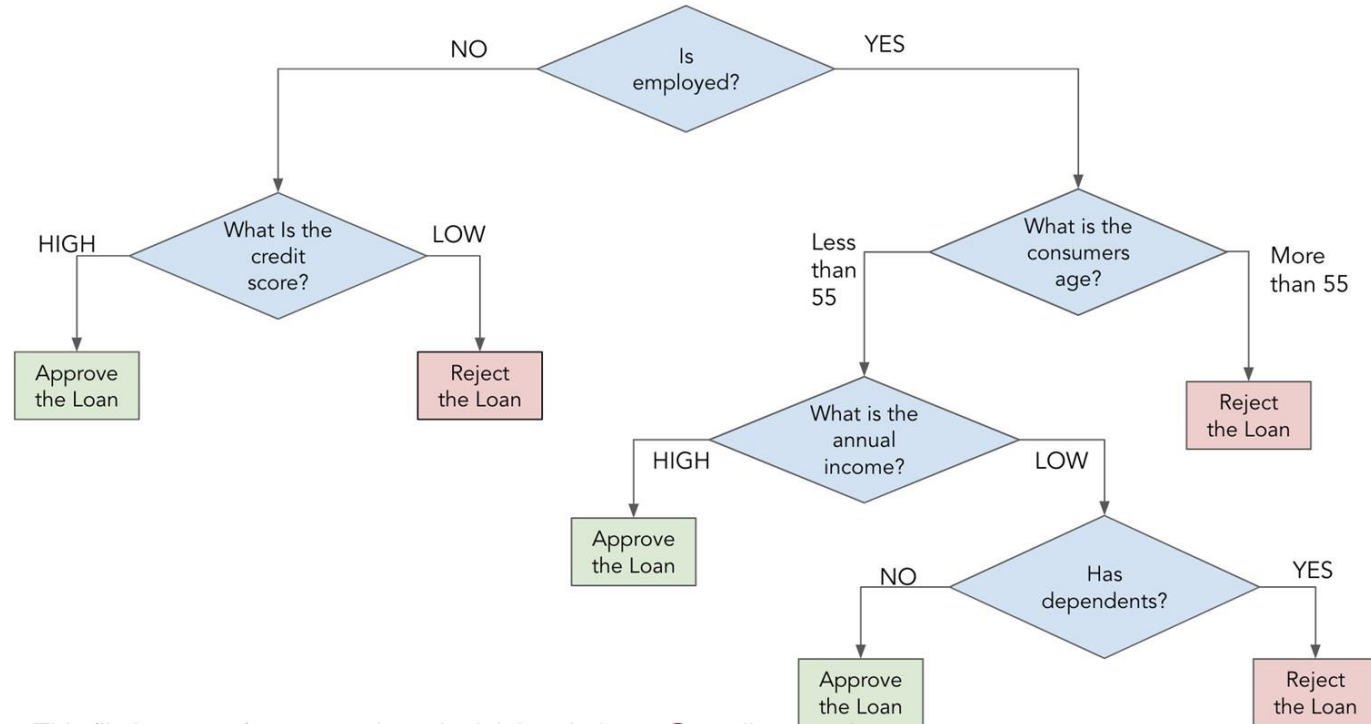 Is
employed?
NO
YES
What Is the
credit
score?
HIGH
LOW
Approve
the Loan
Reject
the Loan
What is the
consumers
age?
Less
than
55
More
than 55
Reject
the Loan
What is the
annual
income?
HIGH
LOW
Approve
the Loan
Has
dependents?
NO
YES
Approve
the Loan
Reject
the Loan